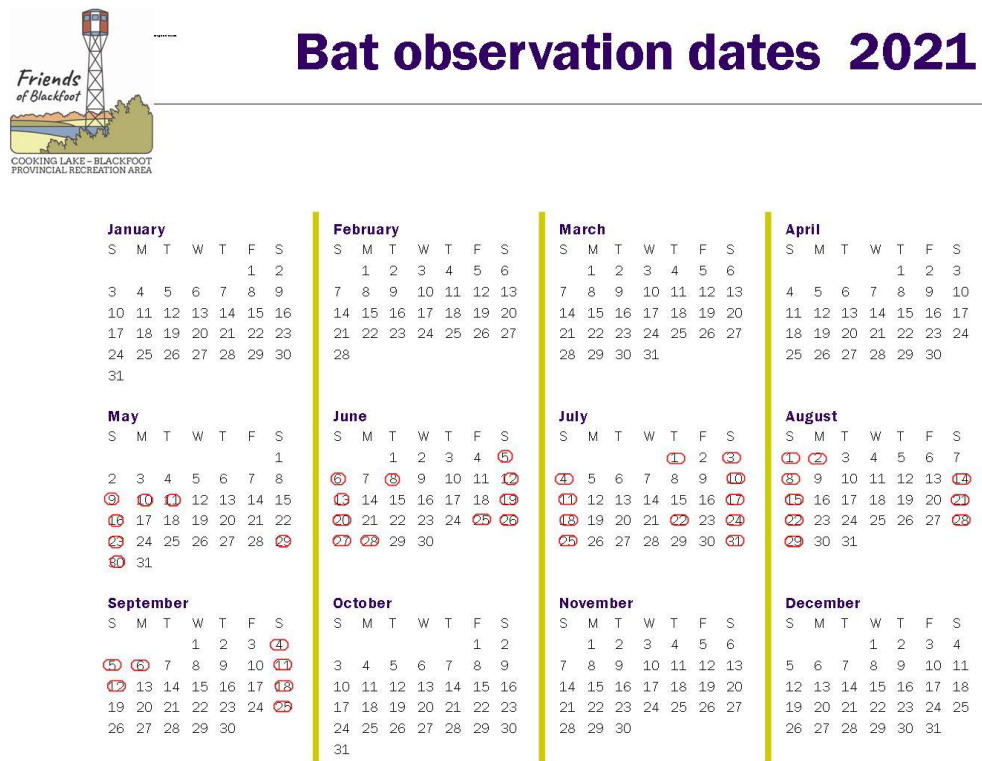 Bat observation dates 2021
Friends
of Blackfoot
COOKING LAKE – BLACKFOOT
PROVINCIAL RECREATION AREA
January
S M T W T F S
1 2
3 4 5 6 7 8 9
10 11 12 13 14 15 16
17 18 19 20 21 22 23
24 25 26 27 28 29 30
31
February
S M T W T F S
1 2 3 4 5 6
7 8 9 10 11 12 13
14 15 16 17 18 19 20
21 22 23 24 25 26 27
28
March
S M T W T F S
1 2 3 4 5 6
7 8 9 10 11 12 13
14 15 16 17 18 19 20
21 22 23 24 25 26 27
28 29 30 31
April
S M T W T F S
1 2 3
4 5 6 7 8 9 10
11 12 13 14 15 16 17
18 19 20 21 22 23 24
25 26 27 28 29 30
May
S M T W T F S
1
2 3 4 5 6 7 8
9 10 11 12 13 14 15
16 17 18 19 20 21 22
23 24 25 26 27 28 29
30 31
June
S M T W T F S
1 2 3 4 5
6 7 8 9 10 11 12
13 14 15 16 17 18 19
20 21 22 23 24 25 26
27 28 29 30
July
S M T W T F S
1 2 3
4 5 6 7 8 9 10
11 12 13 14 15 16 17
18 19 20 21 22 23 24
25 26 27 28 29 30 31
August
S M T W T F S
1 2 3 4 5 6 7
8 9 10 11 12 13 14
15 16 17 18 19 20 21
22 23 24 25 26 27 28
29 30 31
September
S M T W T F S
1 2 3 4
5 6 7 8 9 10 11
12 13 14 15 16 17 18
19 20 21 22 23 24 25
26 27 28 29 30
October
S M T W T F S
1 2
3 4 5 6 7 8 9
10 11 12 13 14 15 16
17 18 19 20 21 22 23
24 25 26 27 28 29 30
31
November
S M T W T F S
1 2 3 4 5 6
7 8 9 10 11 12 13
14 15 16 17 18 19 20
21 22 23 24 25 26 27
28 29 30
December
S M T W T F S
1 2 3 4
5 6 7 8 9 10 11
12 13 14 15 16 17 18
19 20 21 22 23 24 25
26 27 28 29 30 31